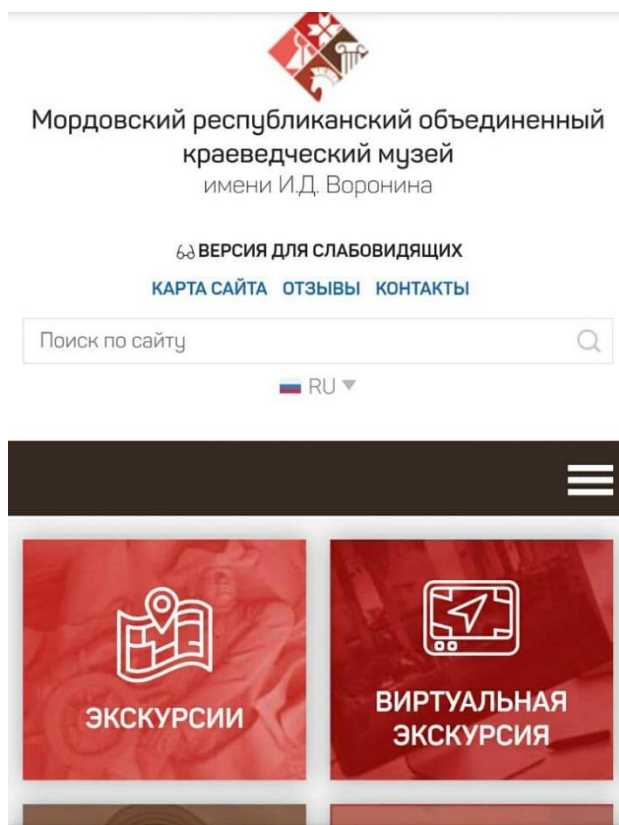 Мордовский республиканский объединенный
краеведческий музей
имени И.Д. Воронина
ВЕРСИЯ ДЛЯ СЛАБОВИДЯЩИХ
КАРТА САЙТА ОТЗЫВЫ КОНТАКТЫ
Поиск по сайту
RU
ЭКСКУРСИИ
ВИРТУАЛЬНАЯ
ЭКСКУРСИЯ